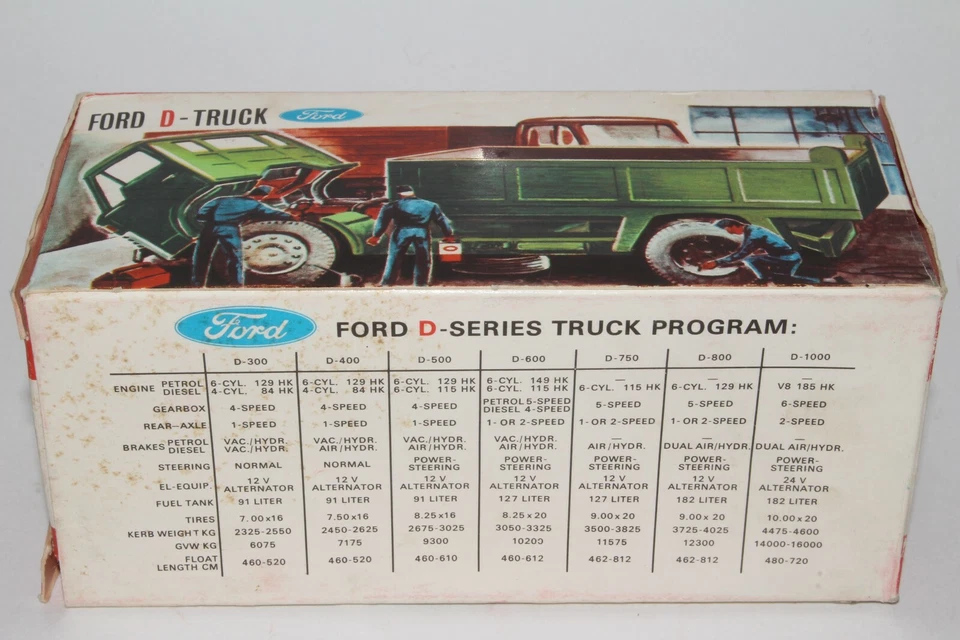 FORD D-TRUCK Ford
Ford FORD D-SERIES TRUCK PROGRAM:
D-300 D-400 D-500 D-600 D-750 D-800 D-1000
ENGINE PETROL 6-CYL. 129 HK 6-CYL. 129 HK 6-CYL. 129 HK 6-CYL. 149 HK — — —
DIESEL 4-CYL. 84 HK 4-CYL. 84 HK 6-CYL. 115 HK 6-CYL. 115 HK 6-CYL. 115 HK 6-CYL. 129 HK V8 185 HK
GEARBOX 4-SPEED 4-SPEED 4-SPEED PETROL 5-SPEED DIESEL 4-SPEED 5-SPEED 5-SPEED 6-SPEED
REAR-AXLE 1-SPEED 1-SPEED 1-SPEED 1- OR 2-SPEED 1- OR 2-SPEED 1- OR 2-SPEED 2-SPEED
BRAKES PETROL VAC./HYDR. VAC./HYDR. VAC./HYDR. VAC./HYDR. — — —
DIESEL VAC./HYDR. AIR/HYDR. AIR/HYDR. AIR/HYDR. AIR/HYDR. DUAL AIR/HYDR. DUAL AIR/HYDR.
STEERING NORMAL NORMAL POWER-STEERING POWER-STEERING POWER-STEERING POWER-STEERING POWER-STEERING
EL-EQUIP. 12 V ALTERNATOR 12 V ALTERNATOR 12 V ALTERNATOR 12 V ALTERNATOR 12 V ALTERNATOR 12 V ALTERNATOR 24 V ALTERNATOR
FUEL TANK 91 LITER 91 LITER 91 LITER 127 LITER 127 LITER 182 LITER 182 LITER
TIRES 7.00x16 7.50x16 8.25x16 8.25x20 9.00x20 9.00x20 10.00x20
KERB WEIGHT KG 2325-2550 2450-2625 2675-3025 3050-3325 3500-3825 3725-4025 4475-4600
GVW KG 6075 7175 9300 10200 11575 12300 14000-16000
FLOAT LENGTH CM 460-520 460-520 460-610 460-612 462-812 462-812 480-720